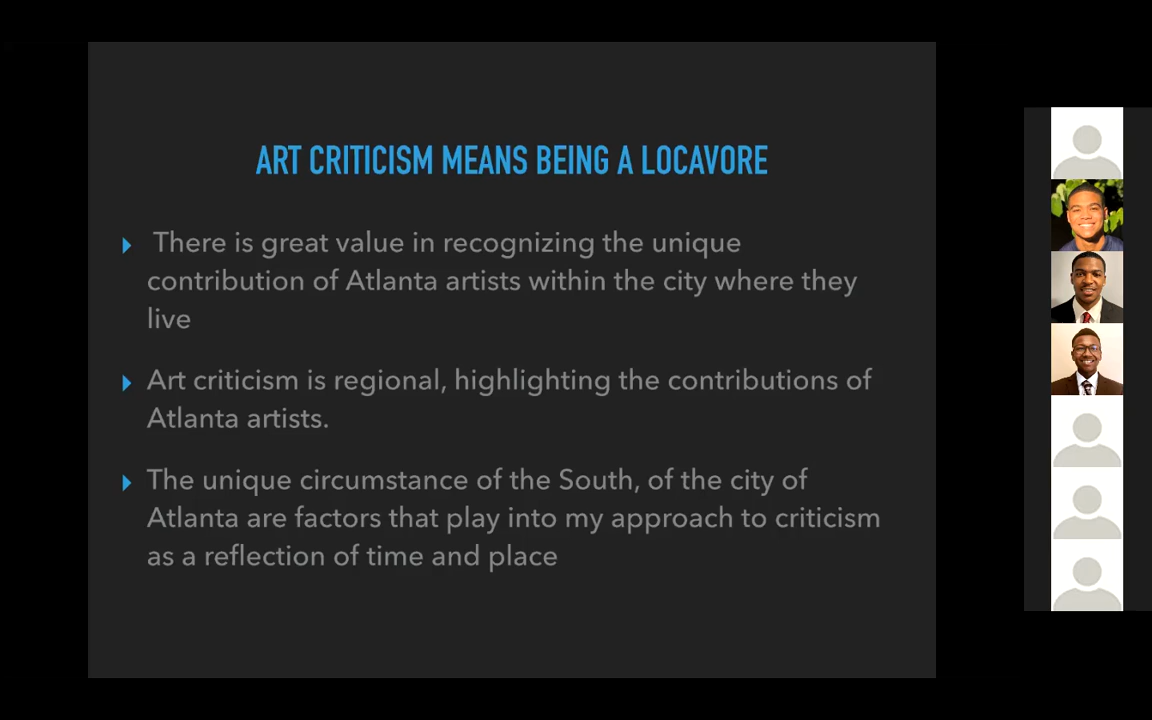 ART CRITICISM MEANS BEING A LOCAVORE
There is great value in recognizing the unique
contribution of Atlanta artists within the city where they
live
Art criticism is regional, highlighting the contributions of
Atlanta artists.
The unique circumstance of the South, of the city of
Atlanta are factors that play into my approach to criticism
as a reflection of time and place